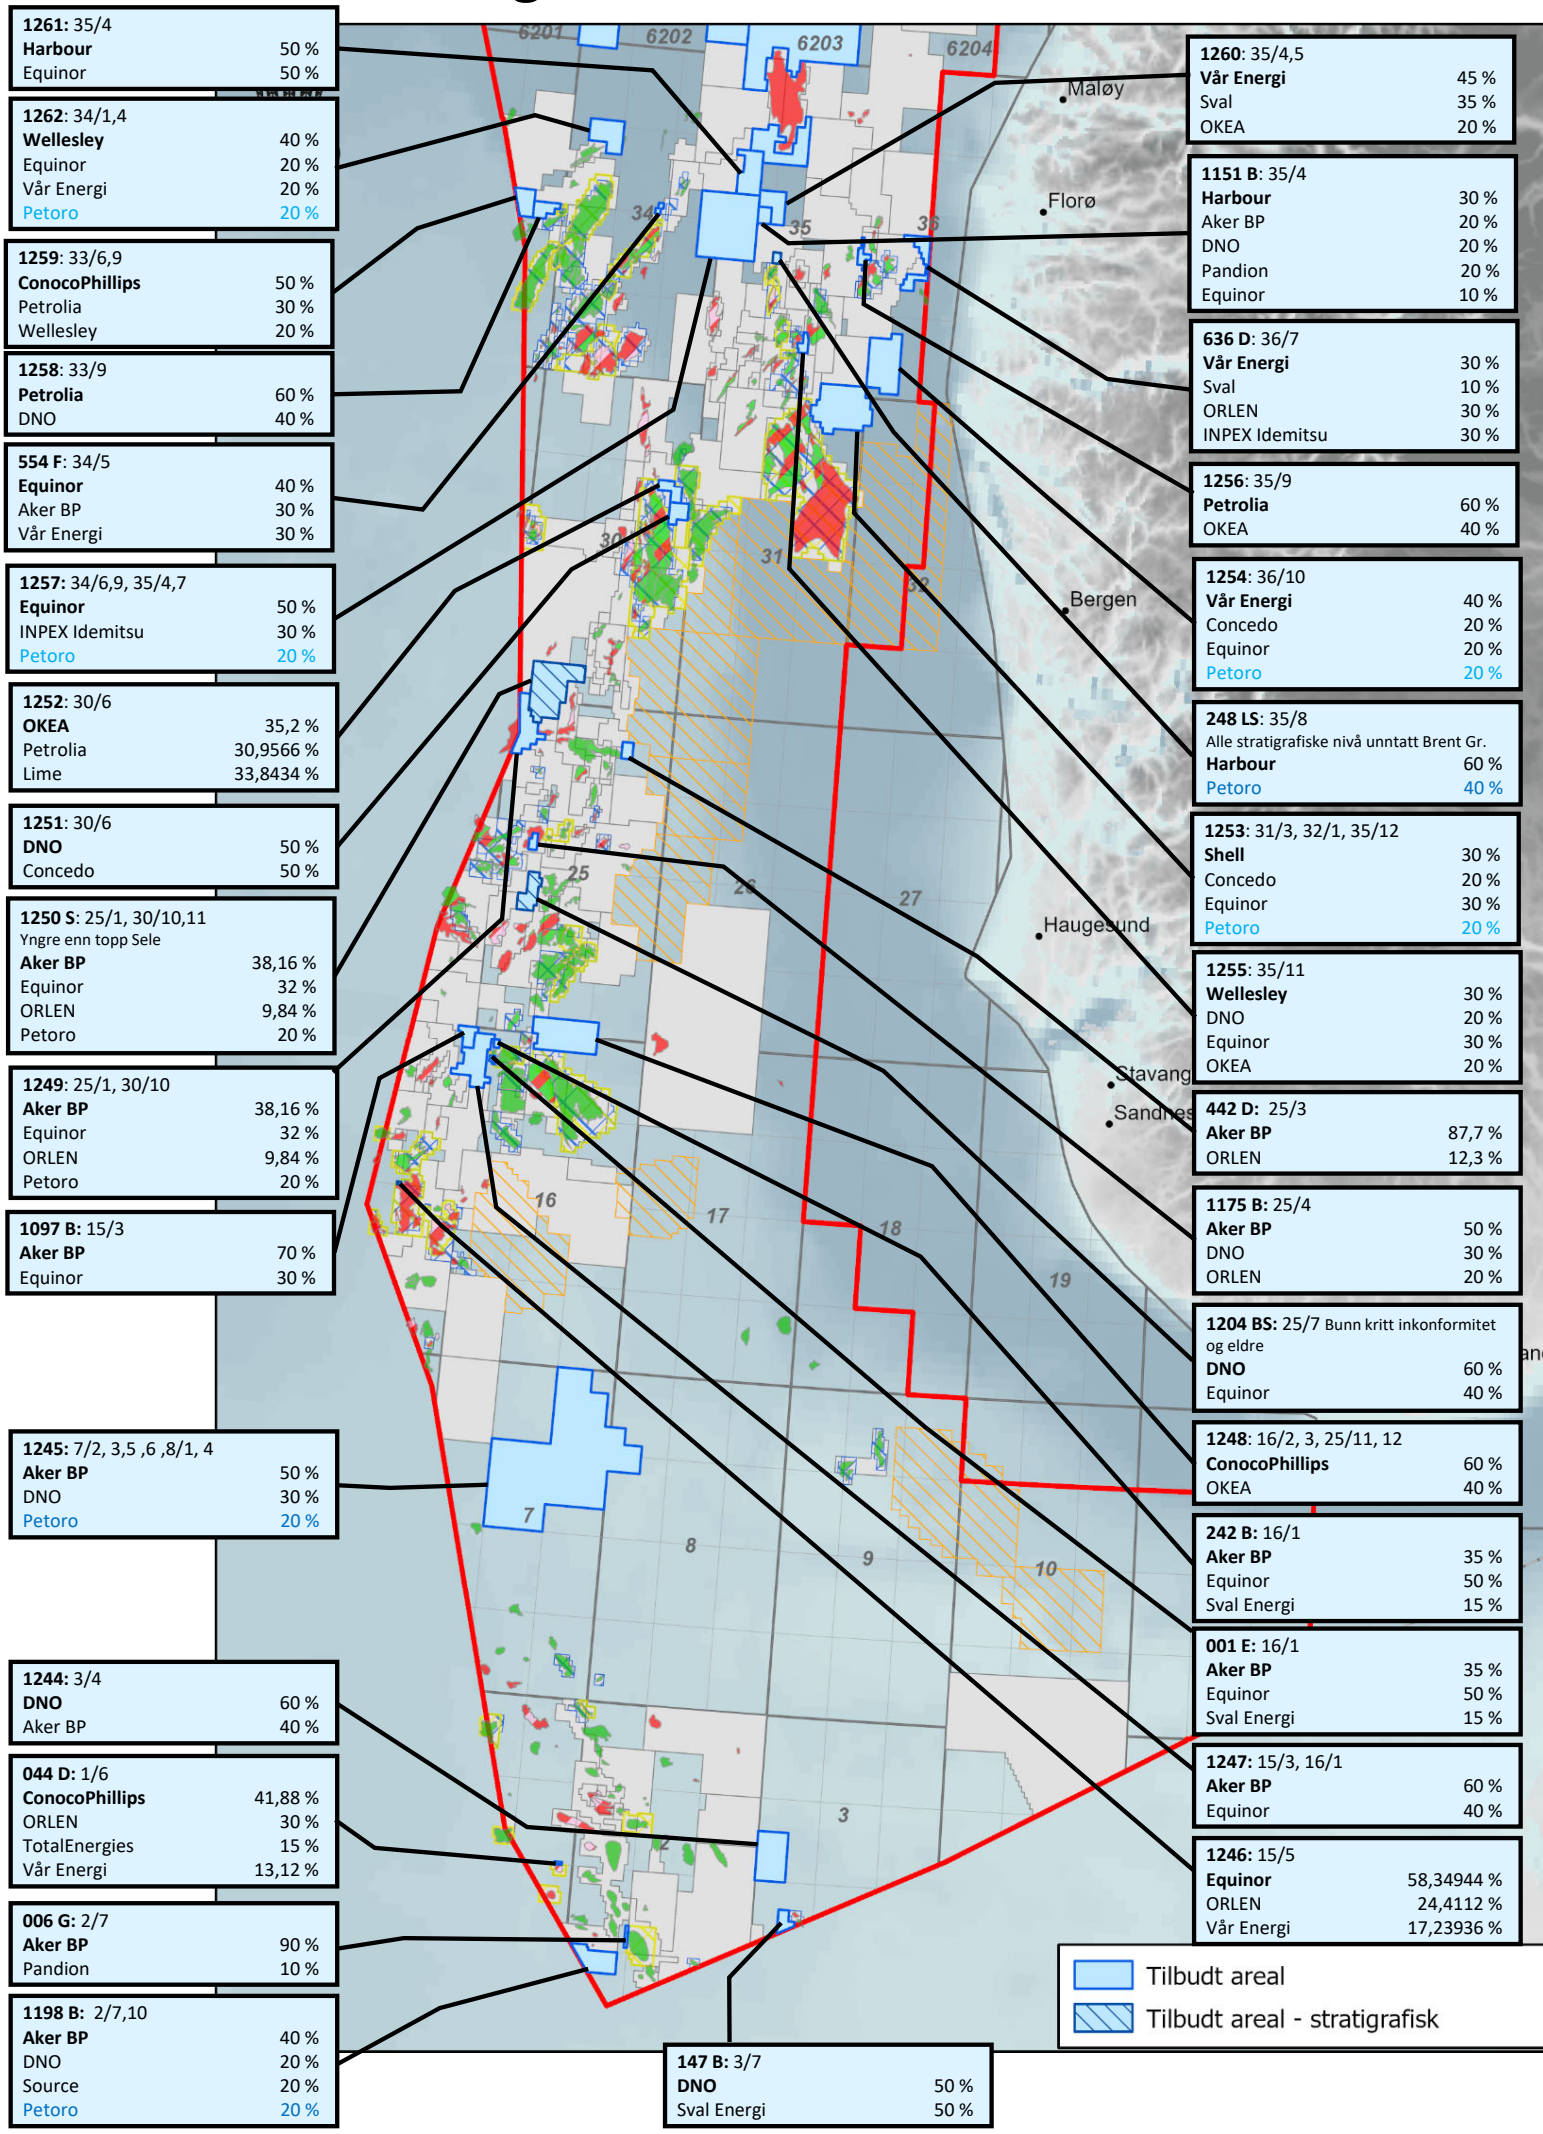 1261: 35/4
Harbour 50 %
Equinor 50 %
1262: 34/1,4
Wellesley 40 %
Equinor 20 %
Vår Energi 20 %
Petoro 20 %
1259: 33/6,9
ConocoPhillips 50 %
Petrolia 30 %
Wellesley 20 %
1258: 33/9
Petrolia 60 %
DNO 40 %
554 F: 34/5
Equinor 40 %
Aker BP 30 %
Vår Energi 30 %
1257: 34/6,9, 35/4,7
Equinor 50 %
INPEX Idemitsu 30 %
Petoro 20 %
1252: 30/6
OKEA 35,2 %
Petrolia 30,9566 %
Lime 33,8434 %
1251: 30/6
DNO 50 %
Concedo 50 %
1250 S: 25/1, 30/10,11
Yngre enn topp Sele
Aker BP 38,16 %
Equinor 32 %
ORLEN 9,84 %
Petoro 20 %
1249: 25/1, 30/10
Aker BP 38,16 %
Equinor 32 %
ORLEN 9,84 %
Petoro 20 %
1097 B: 15/3
Aker BP 70 %
Equinor 30 %
1245: 7/2, 3,5 ,6 ,8/1, 4
Aker BP 50 %
DNO 30 %
Petoro 20 %
1244: 3/4
DNO 60 %
Aker BP 40 %
044 D: 1/6
ConocoPhillips 41,88 %
ORLEN 30 %
TotalEnergies 15 %
Vår Energi 13,12 %
006 G: 2/7
Aker BP 90 %
Pandion 10 %
1198 B: 2/7,10
Aker BP 40 %
DNO 20 %
Source 20 %
Petoro 20 %
6201
6202
6203
6204
34
35
36
30
31
32
25
26
27
16
17
18
19
7
8
9
10
2
3
Måløy
Florø
Bergen
Haugesund
Stavang
Sandnes
1260: 35/4,5
Vår Energi 45 %
Sval 35 %
OKEA 20 %
1151 B: 35/4
Harbour 30 %
Aker BP 20 %
DNO 20 %
Pandion 20 %
Equinor 10 %
636 D: 36/7
Vår Energi 30 %
Sval 10 %
ORLEN 30 %
INPEX Idemitsu 30 %
1256: 35/9
Petrolia 60 %
OKEA 40 %
1254: 36/10
Vår Energi 40 %
Concedo 20 %
Equinor 20 %
Petoro 20 %
248 LS: 35/8
Alle stratigrafiske nivå unntatt Brent Gr.
Harbour 60 %
Petoro 40 %
1253: 31/3, 32/1, 35/12
Shell 30 %
Concedo 20 %
Equinor 30 %
Petoro 20 %
1255: 35/11
Wellesley 30 %
DNO 20 %
Equinor 30 %
OKEA 20 %
442 D: 25/3
Aker BP 87,7 %
ORLEN 12,3 %
1175 B: 25/4
Aker BP 50 %
DNO 30 %
ORLEN 20 %
1204 BS: 25/7 Bunn kritt inkonformitet
og eldre
DNO 60 %
Equinor 40 %
1248: 16/2, 3, 25/11, 12
ConocoPhillips 60 %
OKEA 40 %
242 B: 16/1
Aker BP 35 %
Equinor 50 %
Sval Energi 15 %
001 E: 16/1
Aker BP 35 %
Equinor 50 %
Sval Energi 15 %
1247: 15/3, 16/1
Aker BP 60 %
Equinor 40 %
1246: 15/5
Equinor 58,34944 %
ORLEN 24,4112 %
Vår Energi 17,23936 %
147 B: 3/7
DNO 50 %
Sval Energi 50 %
Tilbudt areal
Tilbudt areal - stratigrafisk